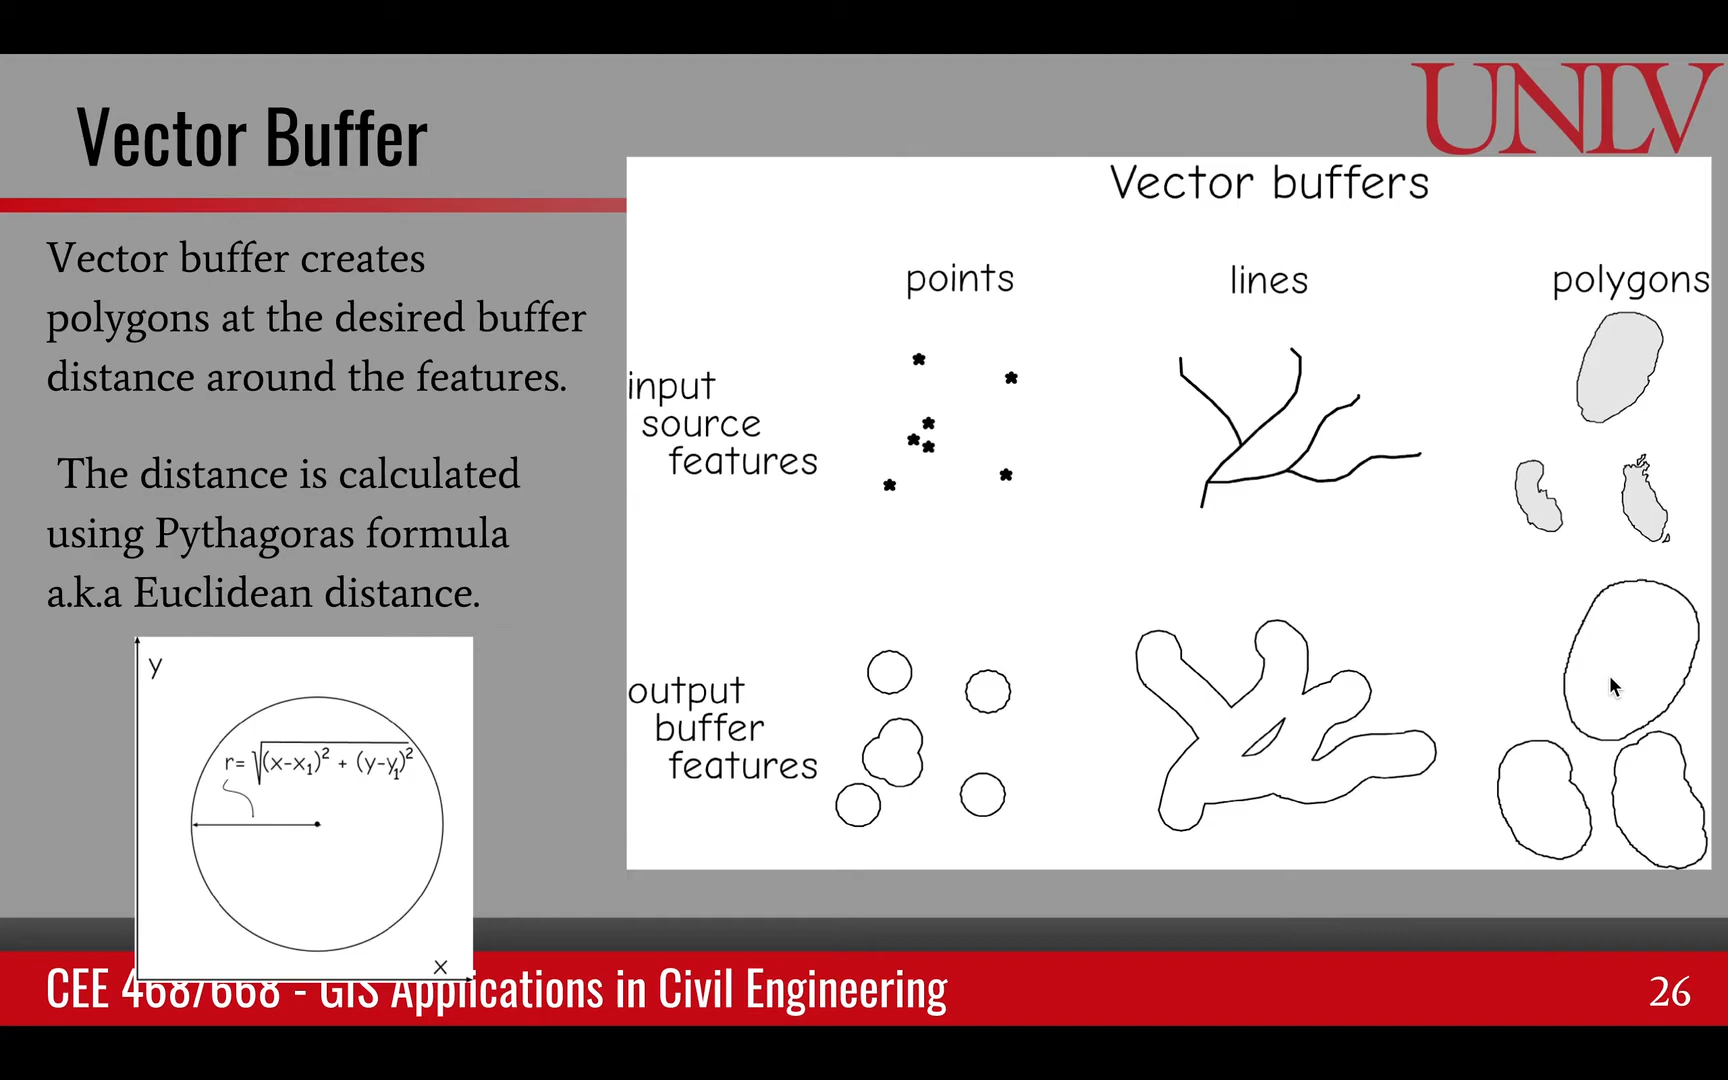 UNLV
Vector Buffer
Vector buffer creates
polygons at the desired buffer
distance around the features.
The distance is calculated
using Pythagoras formula
a.k.a Euclidean distance.
y
r= √(x-x₁)² + (y-y₁)²
x
Vector buffers
points lines polygons
input
source
features
output
buffer
features
CEE 468/668 - GIS Applications in Civil Engineering
26